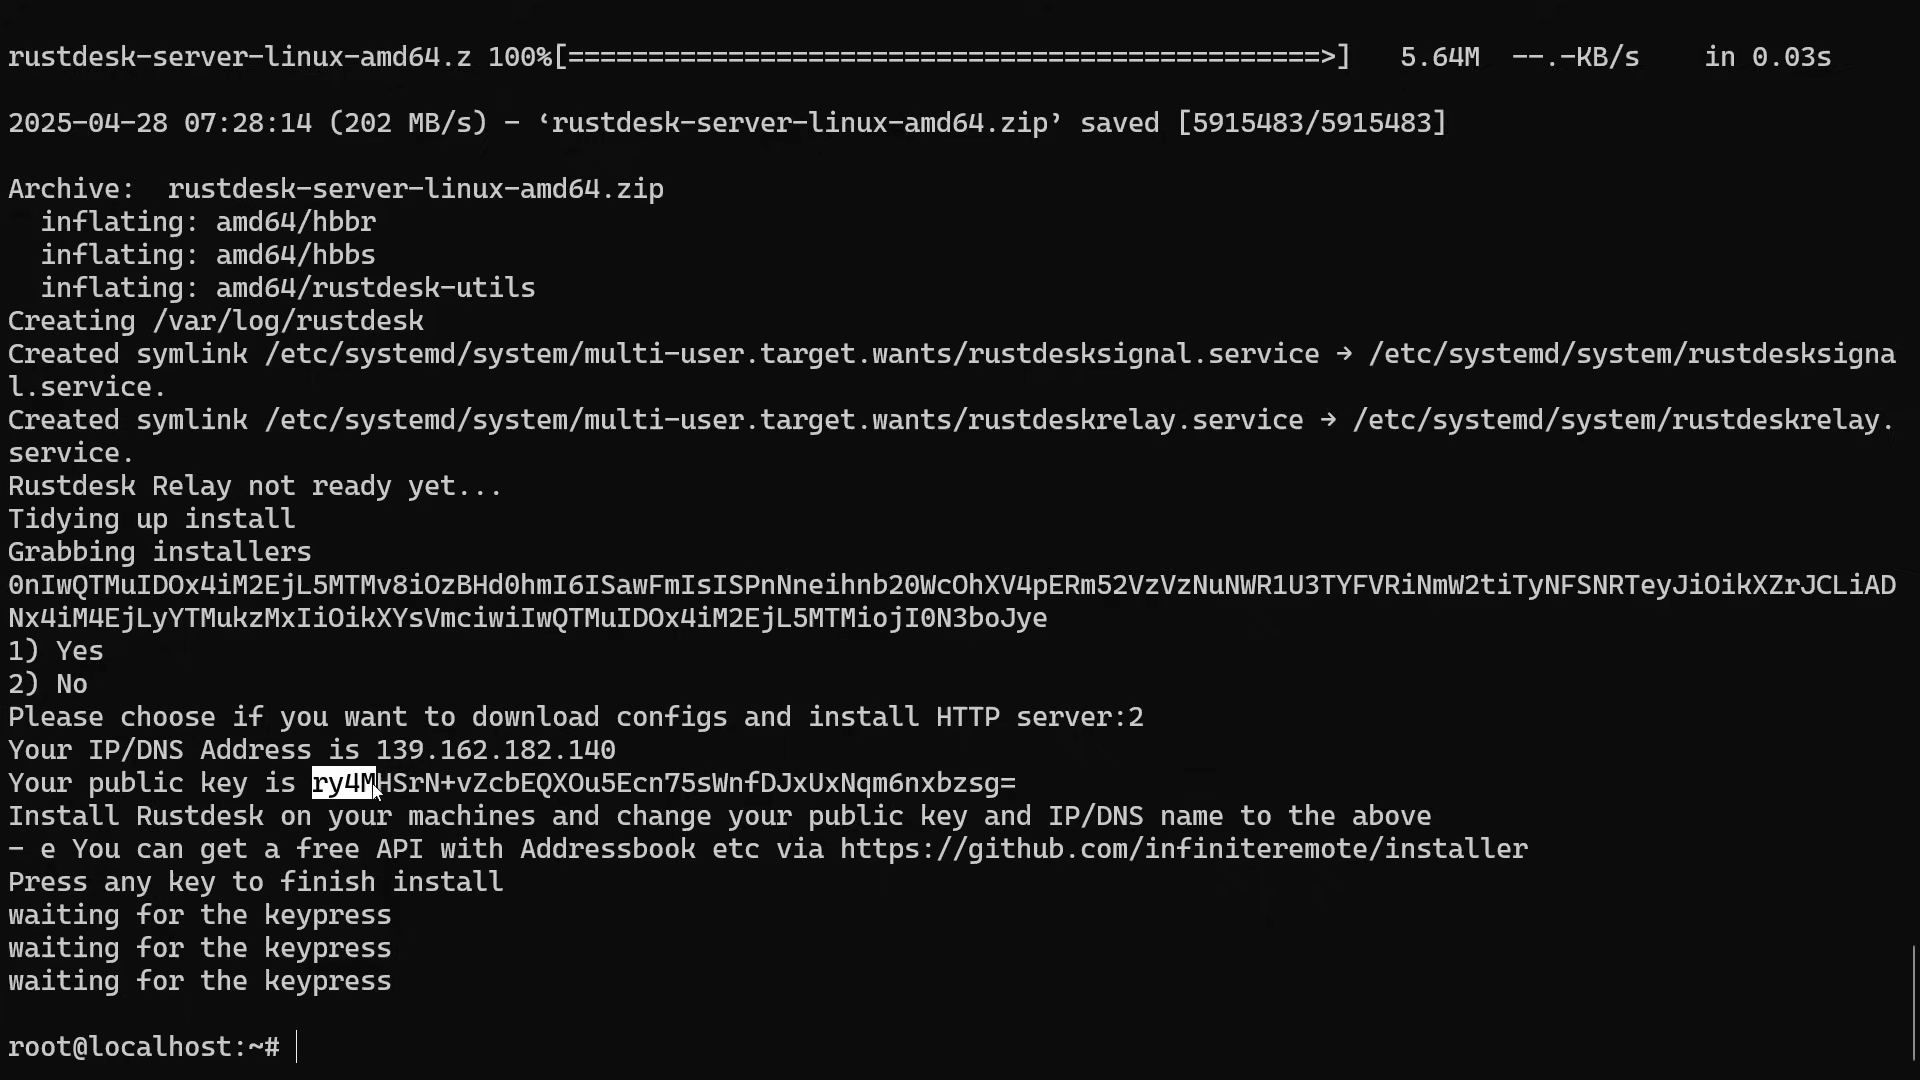 rustdesk-server-linux-amd64.z 100%[===============================================>]   5.64M  --.-KB/s    in 0.03s
2025-04-28 07:28:14 (202 MB/s) - ‘rustdesk-server-linux-amd64.zip’ saved [5915483/5915483]
Archive:  rustdesk-server-linux-amd64.zip
  inflating: amd64/hbbr
  inflating: amd64/hbbs
  inflating: amd64/rustdesk-utils
Creating /var/log/rustdesk
Created symlink /etc/systemd/system/multi-user.target.wants/rustdesksignal.service → /etc/systemd/system/rustdesksigna
l.service.
Created symlink /etc/systemd/system/multi-user.target.wants/rustdeskrelay.service → /etc/systemd/system/rustdeskrelay.
service.
Rustdesk Relay not ready yet...
Tidying up install
Grabbing installers
0nIwQTMuIDOx4iM2EjL5MTMv8iOzBHd0hmI6ISawFmIsISPnNneihnb20WcOhXV4pERm52VzVzNuNWR1U3TYFVRiNmW2tiTyNFSNRTeyJiOikXZrJCLiAD
Nx4iM4EjLyYTMukzMxIiOikXYsVmciwiIwQTMuIDOx4iM2EjL5MTMiojI0N3boJye
1) Yes
2) No
Please choose if you want to download configs and install HTTP server:2
Your IP/DNS Address is 139.162.182.140
Your public key is ry4MHSrN+vZcbEQXOu5Ecn75sWnfDJxUxNqm6nxbzsg=
Install Rustdesk on your machines and change your public key and IP/DNS name to the above
- e You can get a free API with Addressbook etc via https://github.com/infiniteremote/installer
Press any key to finish install
waiting for the keypress
waiting for the keypress
waiting for the keypress
root@localhost:~#